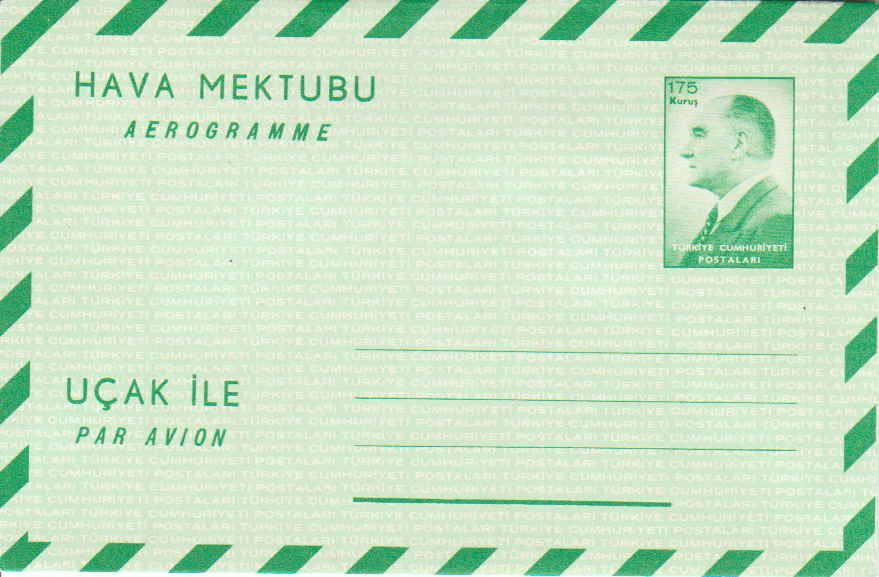 HAVA MEKTUBU
AEROGRAMME
175
Kuruş
TÜRKİYE CUMHURİYETİ
POSTALARI
UÇAK İLE
PAR AVION